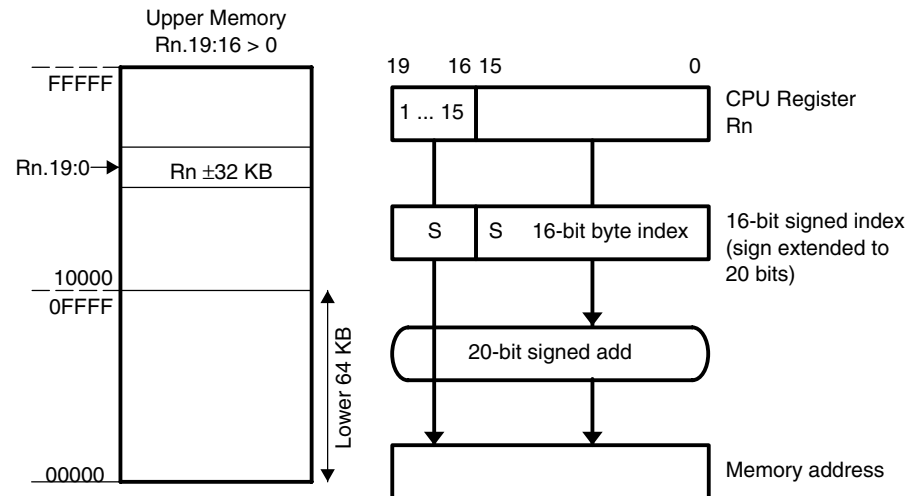 Upper Memory
Rn.19:16 > 0
FFFFF
Rn.19:0
Rn ±32 KB
10000
0FFFF
Lower 64 KB
00000
19 16 15 0
1 ... 15
CPU Register
Rn
S S 16-bit byte index
16-bit signed index
(sign extended to
20 bits)
20-bit signed add
Memory address